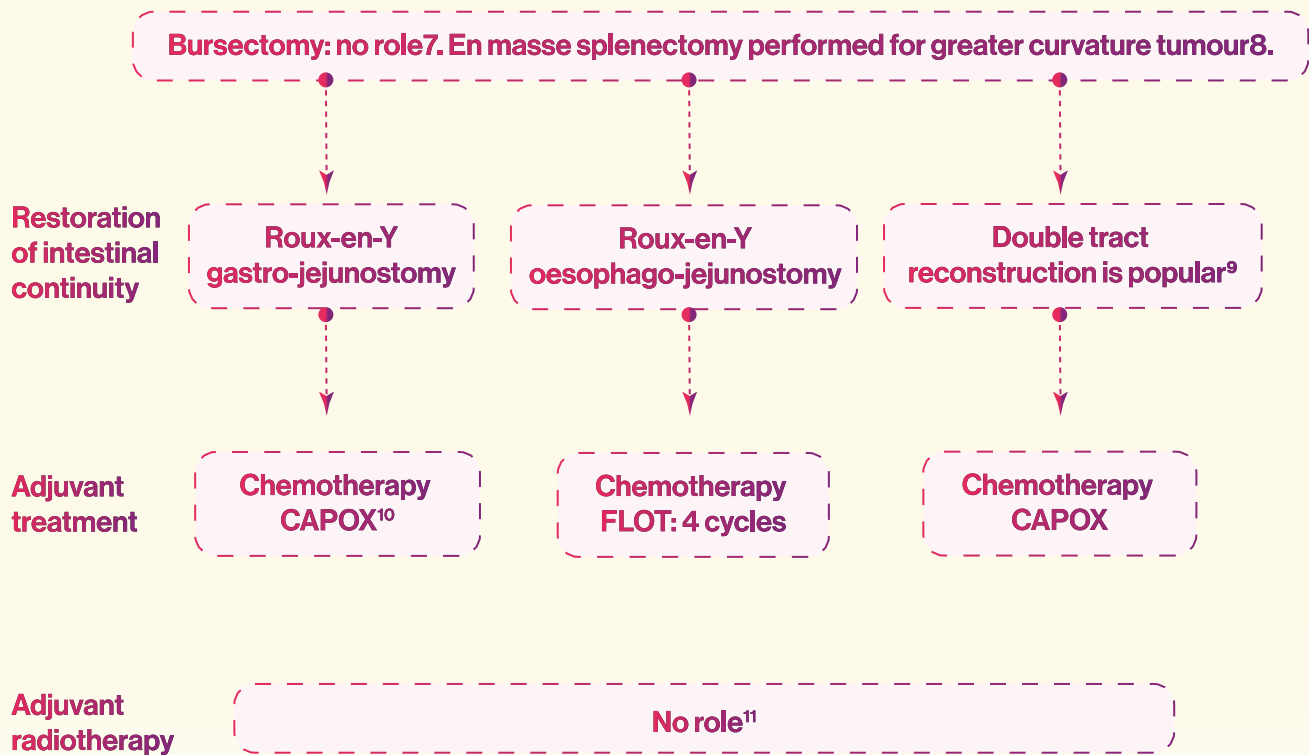 Bursectomy: no role7. En masse splenectomy performed for greater curvature tumour8.
Restoration
of intestinal
continuity
Roux-en-Y
gastro-jejunostomy
Roux-en-Y
oesophago-jejunostomy
Double tract
reconstruction is popular⁹
Adjuvant
treatment
Chemotherapy
CAPOX¹⁰
Chemotherapy
FLOT: 4 cycles
Chemotherapy
CAPOX
Adjuvant
radiotherapy
No role¹¹